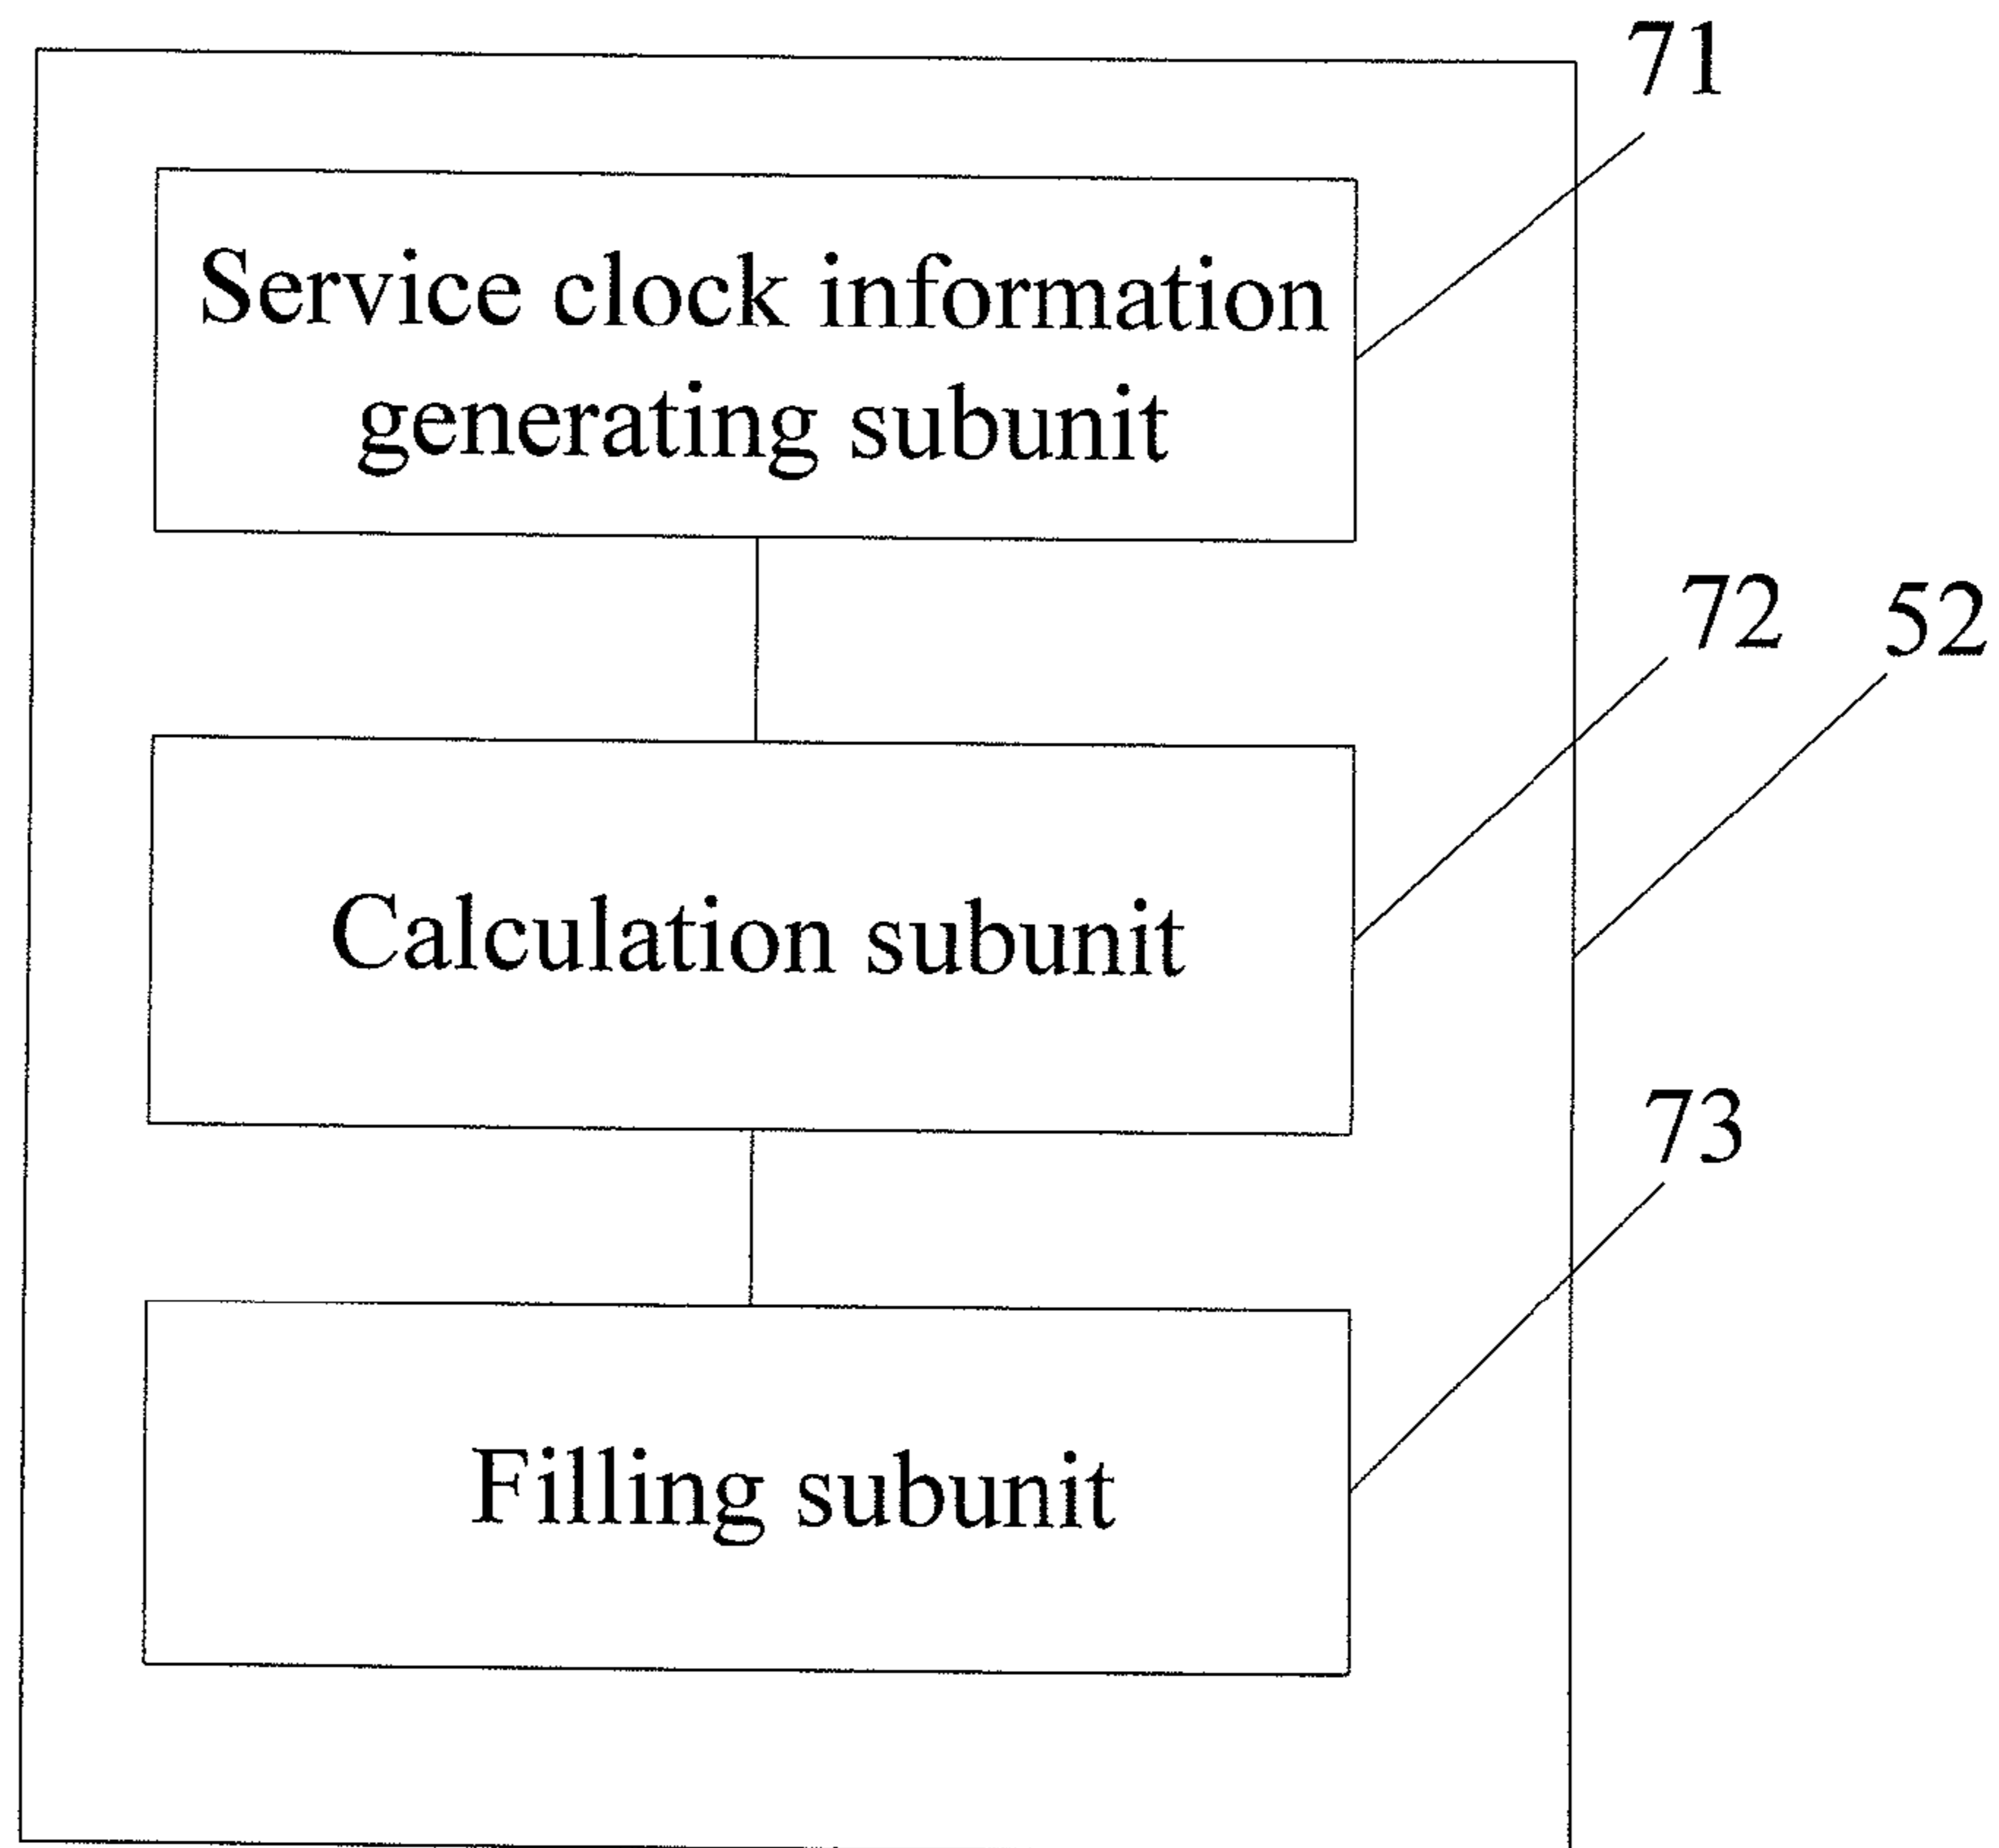 71
Service clock information
generating subunit
72
52
Calculation subunit
73
Filling subunit